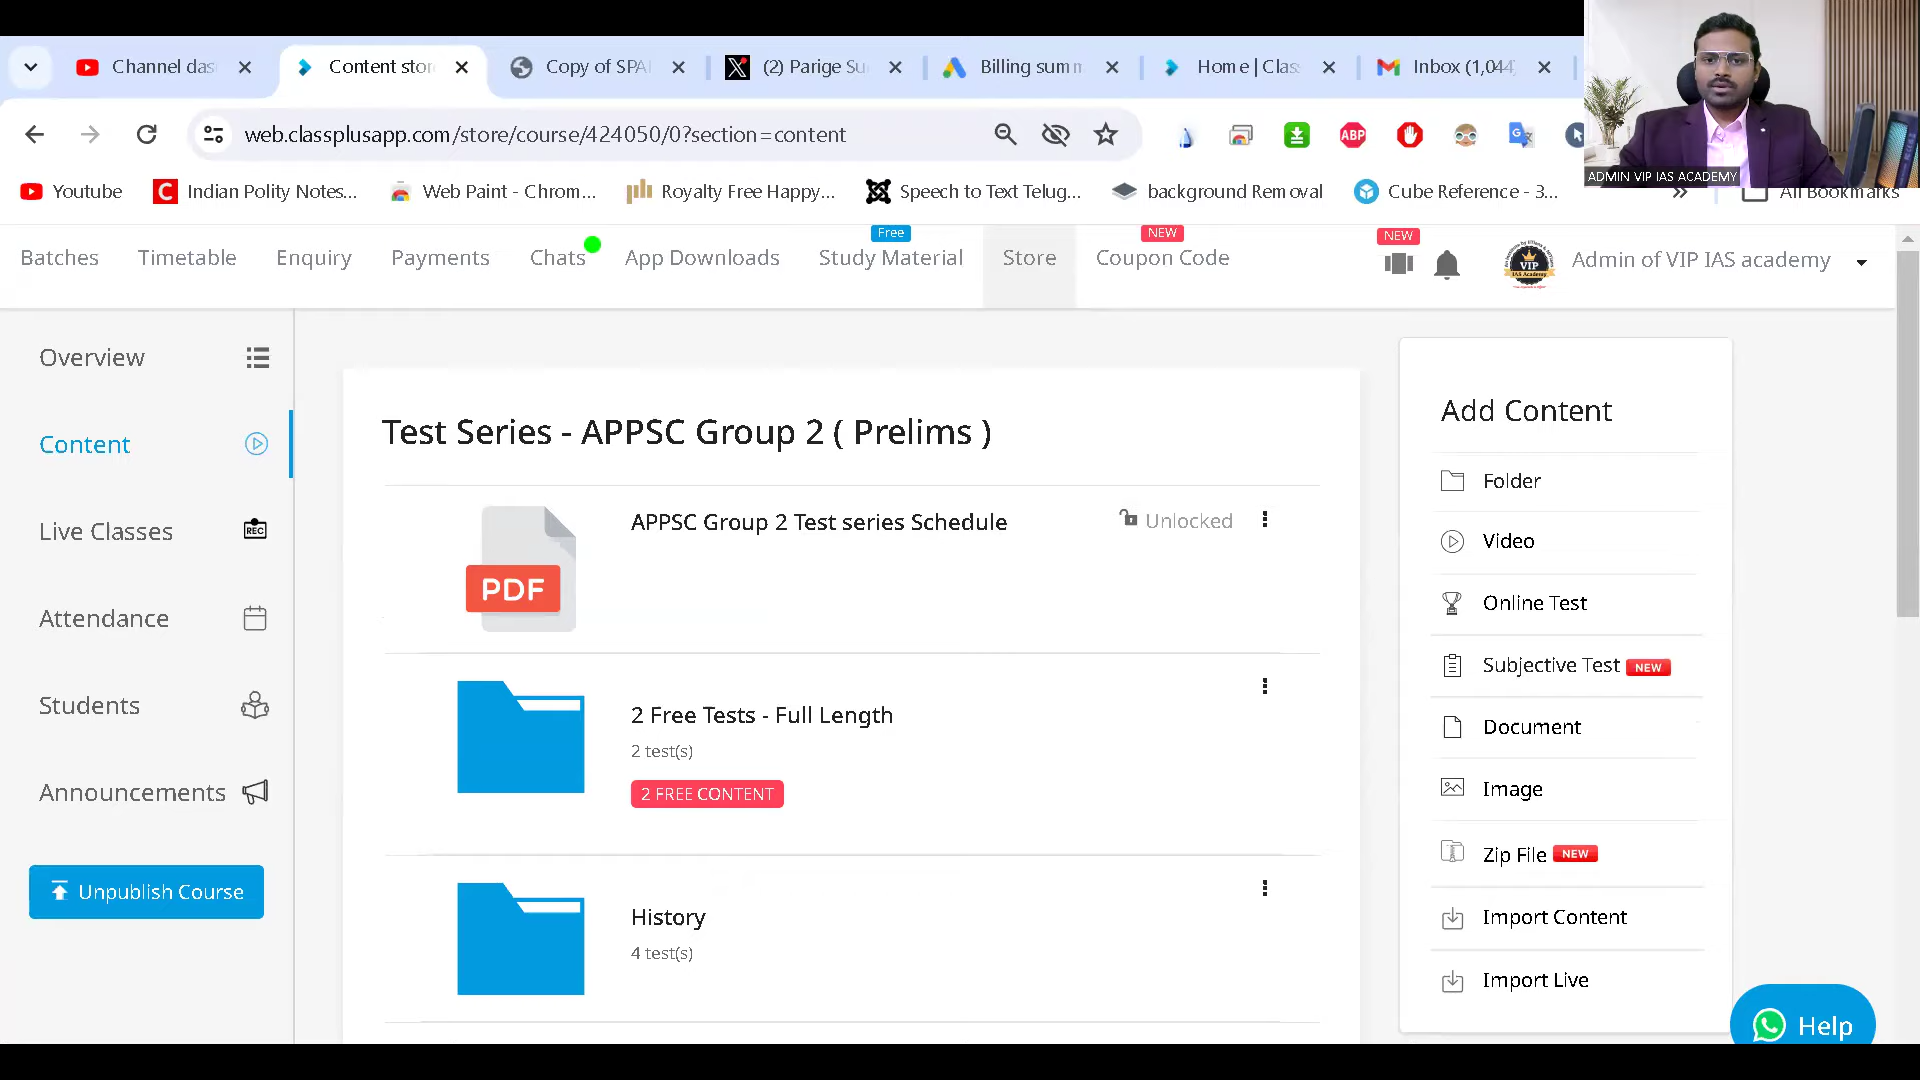 Channel das
Content stor
Copy of SPA
(2) Parige Su
Billing summ
Home | Clas
Inbox (1,044
web.classplusapp.com/store/course/424050/0?section=content
ABP
ADMIN VIP IAS ACADEMY
Youtube
Indian Polity Notes...
Web Paint - Chrom...
Royalty Free Happy...
Speech to Text Telug...
background Removal
Cube Reference - 3...
All Bookmarks
Batches
Timetable
Enquiry
Payments
Chats
App Downloads
Free
Study Material
Store
NEW
Coupon Code
NEW
VIP
IAS Academy
Admin of VIP IAS academy
Overview
Content
Live Classes
REC
Attendance
Students
Announcements
Unpublish Course
Test Series - APPSC Group 2 ( Prelims )
PDF
APPSC Group 2 Test series Schedule
Unlocked
2 Free Tests - Full Length
2 test(s)
2 FREE CONTENT
History
4 test(s)
Add Content
Folder
Video
Online Test
Subjective Test NEW
Document
Image
Zip File NEW
Import Content
Import Live
Help